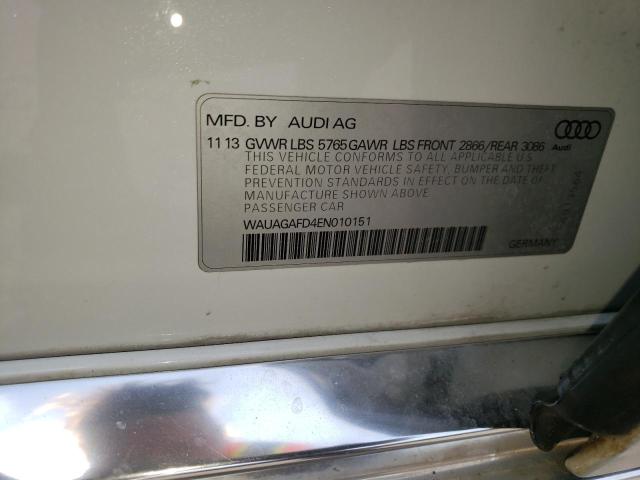 MFD. BY AUDI AG
11 13 GVWR LBS 5765 GAWR LBS FRONT 2866/REAR 3086
Audi
THIS VEHICLE CONFORMS TO ALL APPLICABLE U.S.
FEDERAL MOTOR VEHICLE SAFETY, BUMPER AND THEFT
PREVENTION STANDARDS IN EFFECT ON THE DATE OF
MANUFACTURE SHOWN ABOVE.
PASSENGER CAR
WAUAGAFD4EN010151
GERMANY